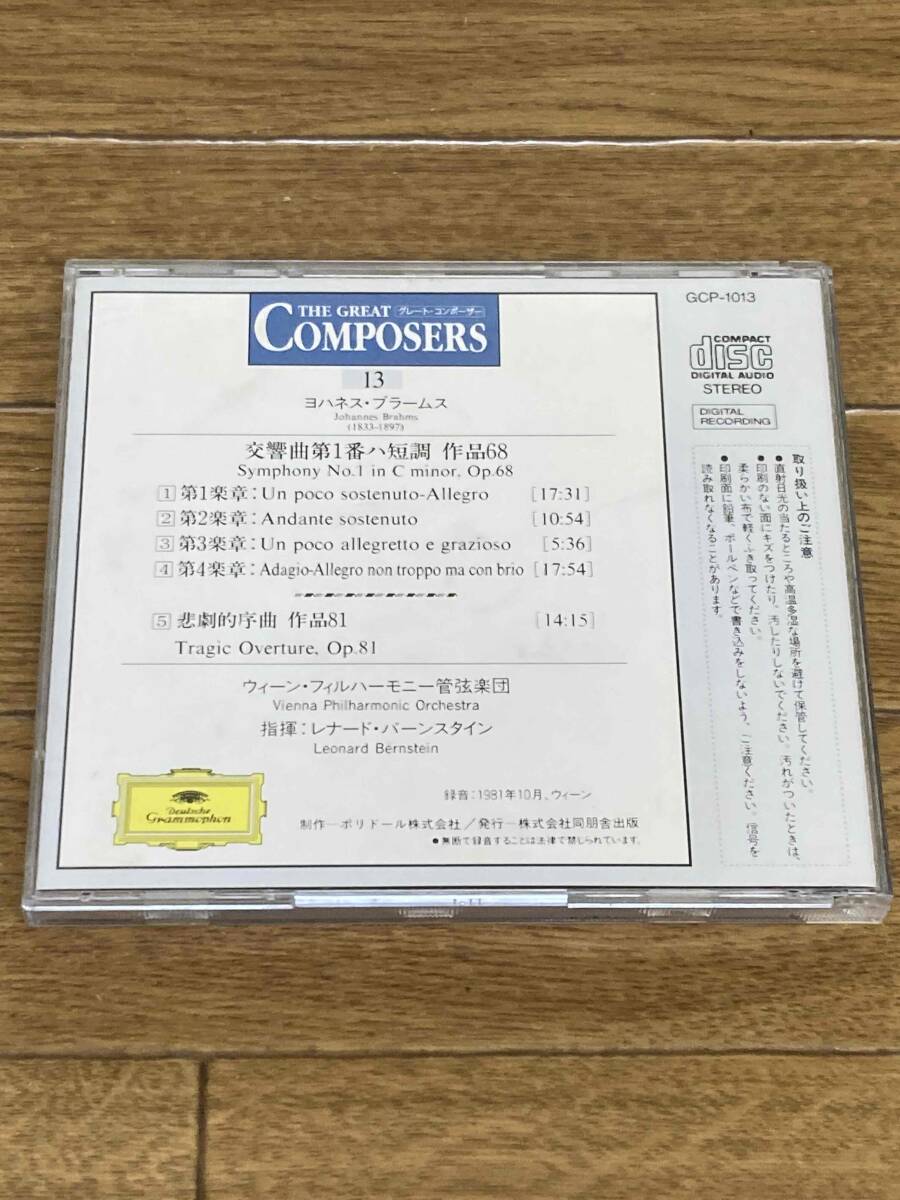 THE GREAT グレート・コンポーザー
COMPOSERS
13
ヨハネス・ブラームス
Johannes Brahms
(1833-1897)
交響曲第1番ハ短調 作品68
Symphony No.1 in C minor, Op.68
1 第1楽章：Un poco sostenuto-Allegro [17:31]
2 第2楽章：Andante sostenuto [10:54]
3 第3楽章：Un poco allegretto e grazioso [5:36]
4 第4楽章：Adagio-Allegro non troppo ma con brio [17:54]
5 悲劇的序曲 作品81 [14:15]
Tragic Overture, Op.81
ウィーン・フィルハーモニー管弦楽団
Vienna Philharmonic Orchestra
指揮：レナード・バーンスタイン
Leonard Bernstein
Deutsche
Grammophon
録音：1981年10月、ウィーン
制作―ポリドール株式会社／発行―株式会社同朋舎出版
●無断で録音することは法律で禁じられています。
GCP-1013
COMPACT
disc
DIGITAL AUDIO
STEREO
DIGITAL
RECORDING
取り扱い上のご注意
●直射日光の当たるところや高温多湿な場所を避けて保管してください。
●印刷のない面にキズをつけたり、汚したりしないでください。汚れがついたときは、
柔らかい布で軽くふき取ってください。
●印刷面に鉛筆、ボールペンなどで書き込みをしないよう、ご注意ください。信号を
読み取れなくなることがあります。